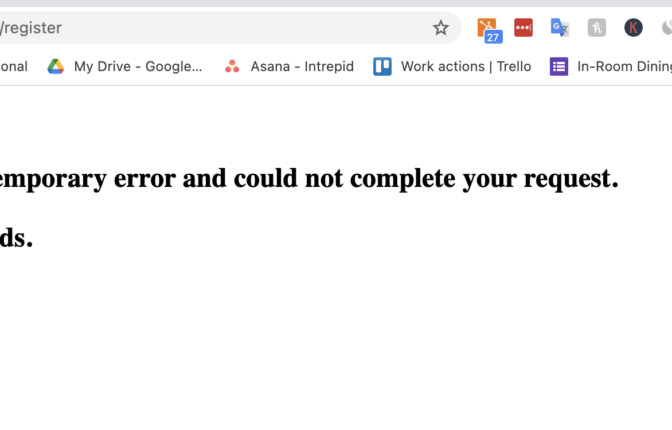 /register
27
onal My Drive - Google... Asana - Intrepid Work actions | Trello In-Room Dining
emporary error and could not complete your request.
ds.